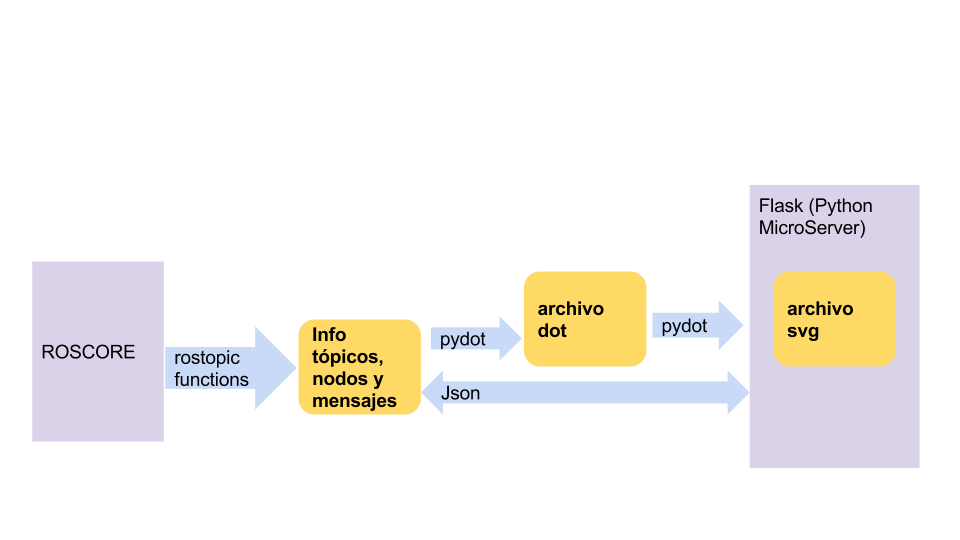 ROSCORE
rostopic
functions
Info
tópicos,
nodos y
mensajes
pydot
archivo
dot
pydot
Json
Flask (Python
MicroServer)
archivo
svg